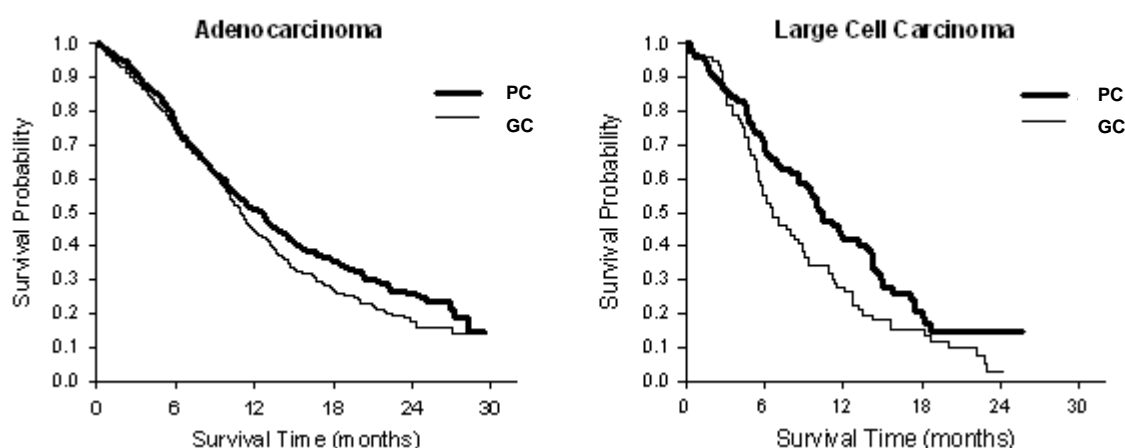 Adenocarcinoma
1.0
0.9
0.8
0.7
0.6
0.5
0.4
0.3
0.2
0.1
0.0
Survival Probability
PC
GC
0 6 12 18 24 30
Survival Time (months)
Large Cell Carcinoma
1.0
0.9
0.8
0.7
0.6
0.5
0.4
0.3
0.2
0.1
0.0
Survival Probability
PC
GC
0 6 12 18 24 30
Survival Time (months)